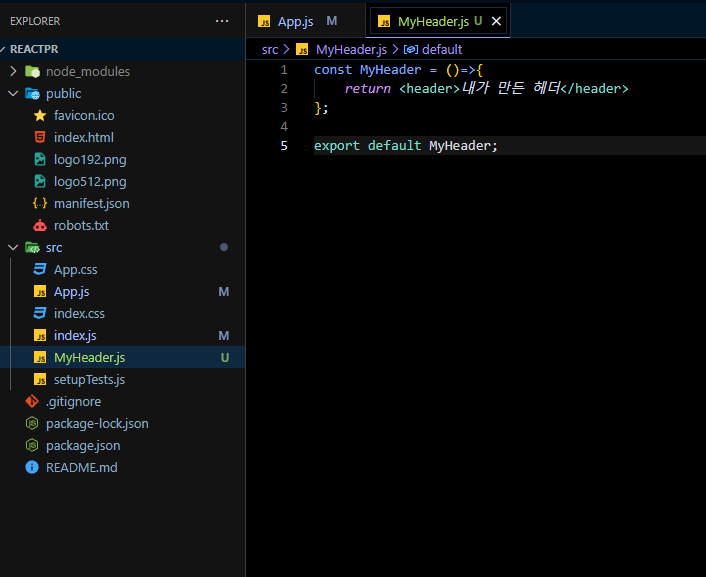 EXPLORER ...
REACTPR
node_modules
public
favicon.ico
index.html
logo192.png
logo512.png
manifest.json
robots.txt
src
App.css
App.js M
index.css
index.js M
MyHeader.js U
setupTests.js
.gitignore
package-lock.json
package.json
README.md
JS App.js M
JS MyHeader.js U
src > JS MyHeader.js > default
1 const MyHeader = ()=>{
2 return <header>내가 만든 헤더</header>
3 };
4
5 export default MyHeader;